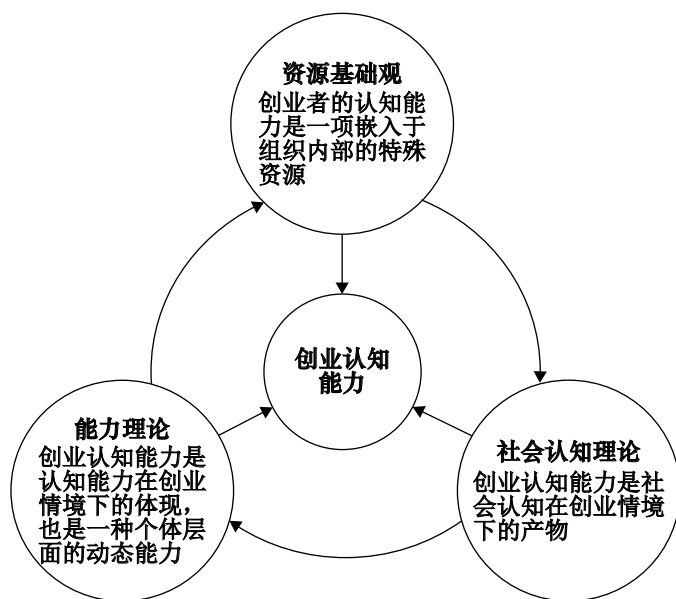 资源基础观
创业者的认知能
力是一项嵌入于
组织内部的特殊
资源
创业认知
能力
能力理论
创业认知能力是
认知能力在创业
情境下的体现，
也是一种个体层
面的动态能力
社会认知理论
创业认知能力是社
会认知在创业情境
下的产物